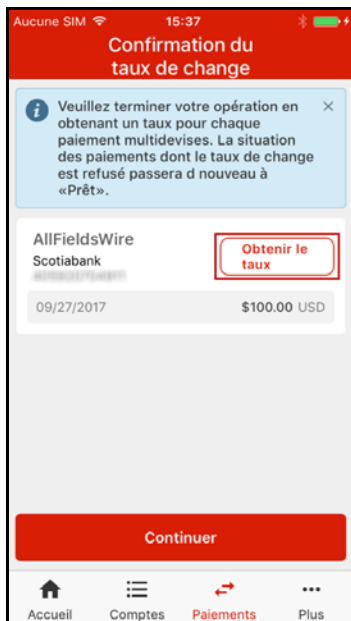 Aucune SIM 15:37
Confirmation du
taux de change
Veuillez terminer votre opération en
obtenant un taux pour chaque
paiement multidevises. La situation
des paiements dont le taux de change
est refusé passera d nouveau à
«Prêt».
AllFieldsWire
Scotiabank
Obtenir le
taux
09/27/2017 $100.00 USD
Continuer
Accueil Comptes Paiements Plus